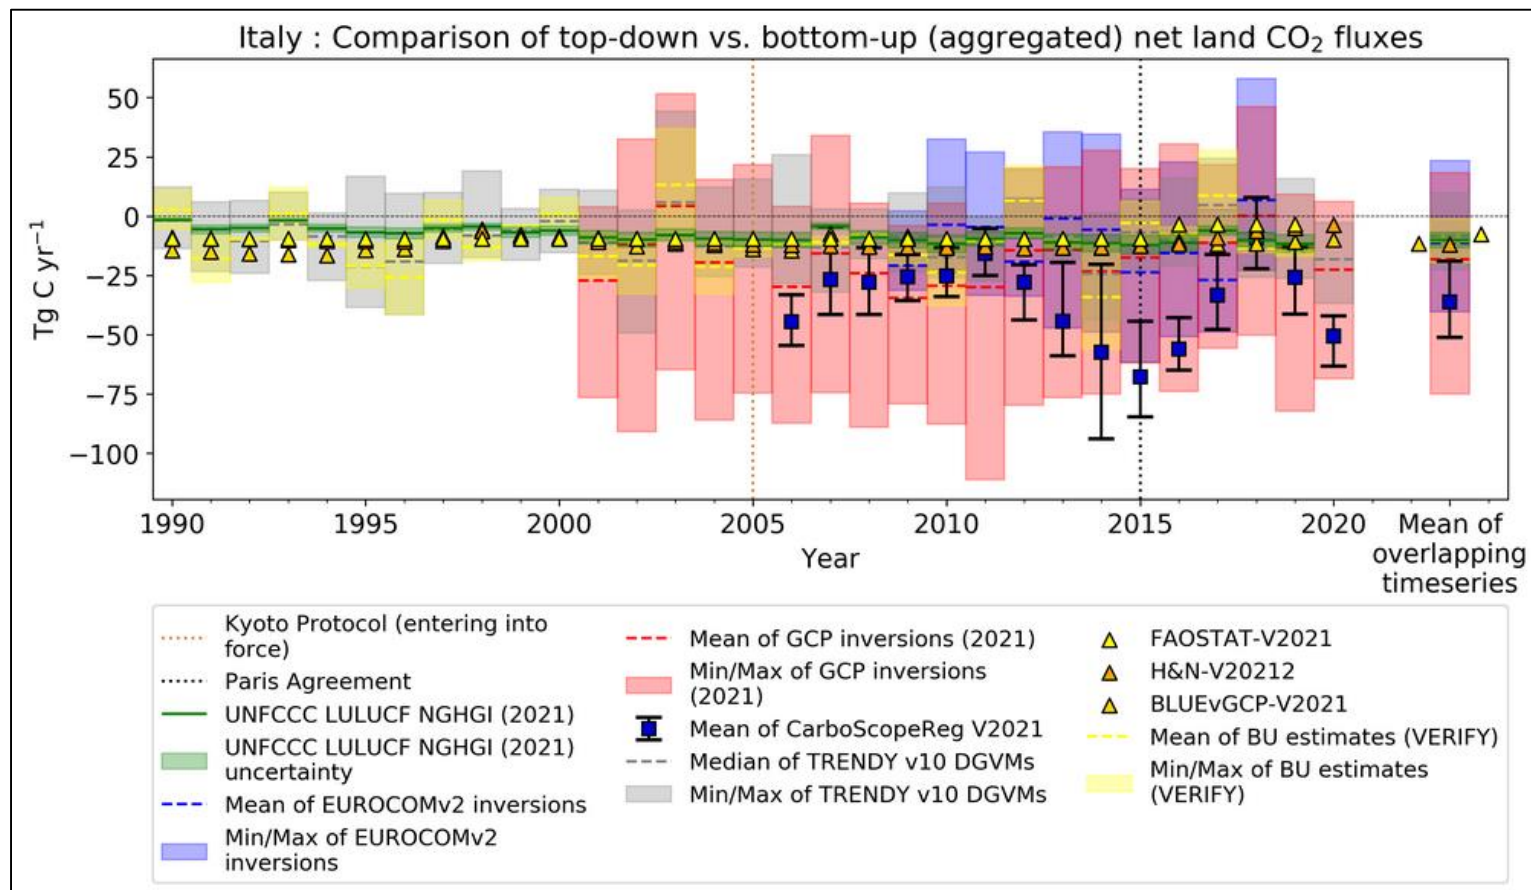 Italy : Comparison of top-down vs. bottom-up (aggregated) net land CO₂ fluxes
Tg C yr⁻¹
50
25
0
−25
−50
−75
−100
1990
1995
2000
2005
2010
2015
2020
Mean of
overlapping
timeseries
Year
Kyoto Protocol (entering into
force)
Paris Agreement
UNFCCC LULUCF NGHGI (2021)
UNFCCC LULUCF NGHGI (2021)
uncertainty
Mean of EUROCOMv2 inversions
Min/Max of EUROCOMv2
inversions
Mean of GCP inversions (2021)
Min/Max of GCP inversions
(2021)
Mean of CarboScopeReg V2021
Median of TRENDY v10 DGVMs
Min/Max of TRENDY v10 DGVMs
FAOSTAT-V2021
H&N-V20212
BLUEvGCP-V2021
Mean of BU estimates (VERIFY)
Min/Max of BU estimates
(VERIFY)